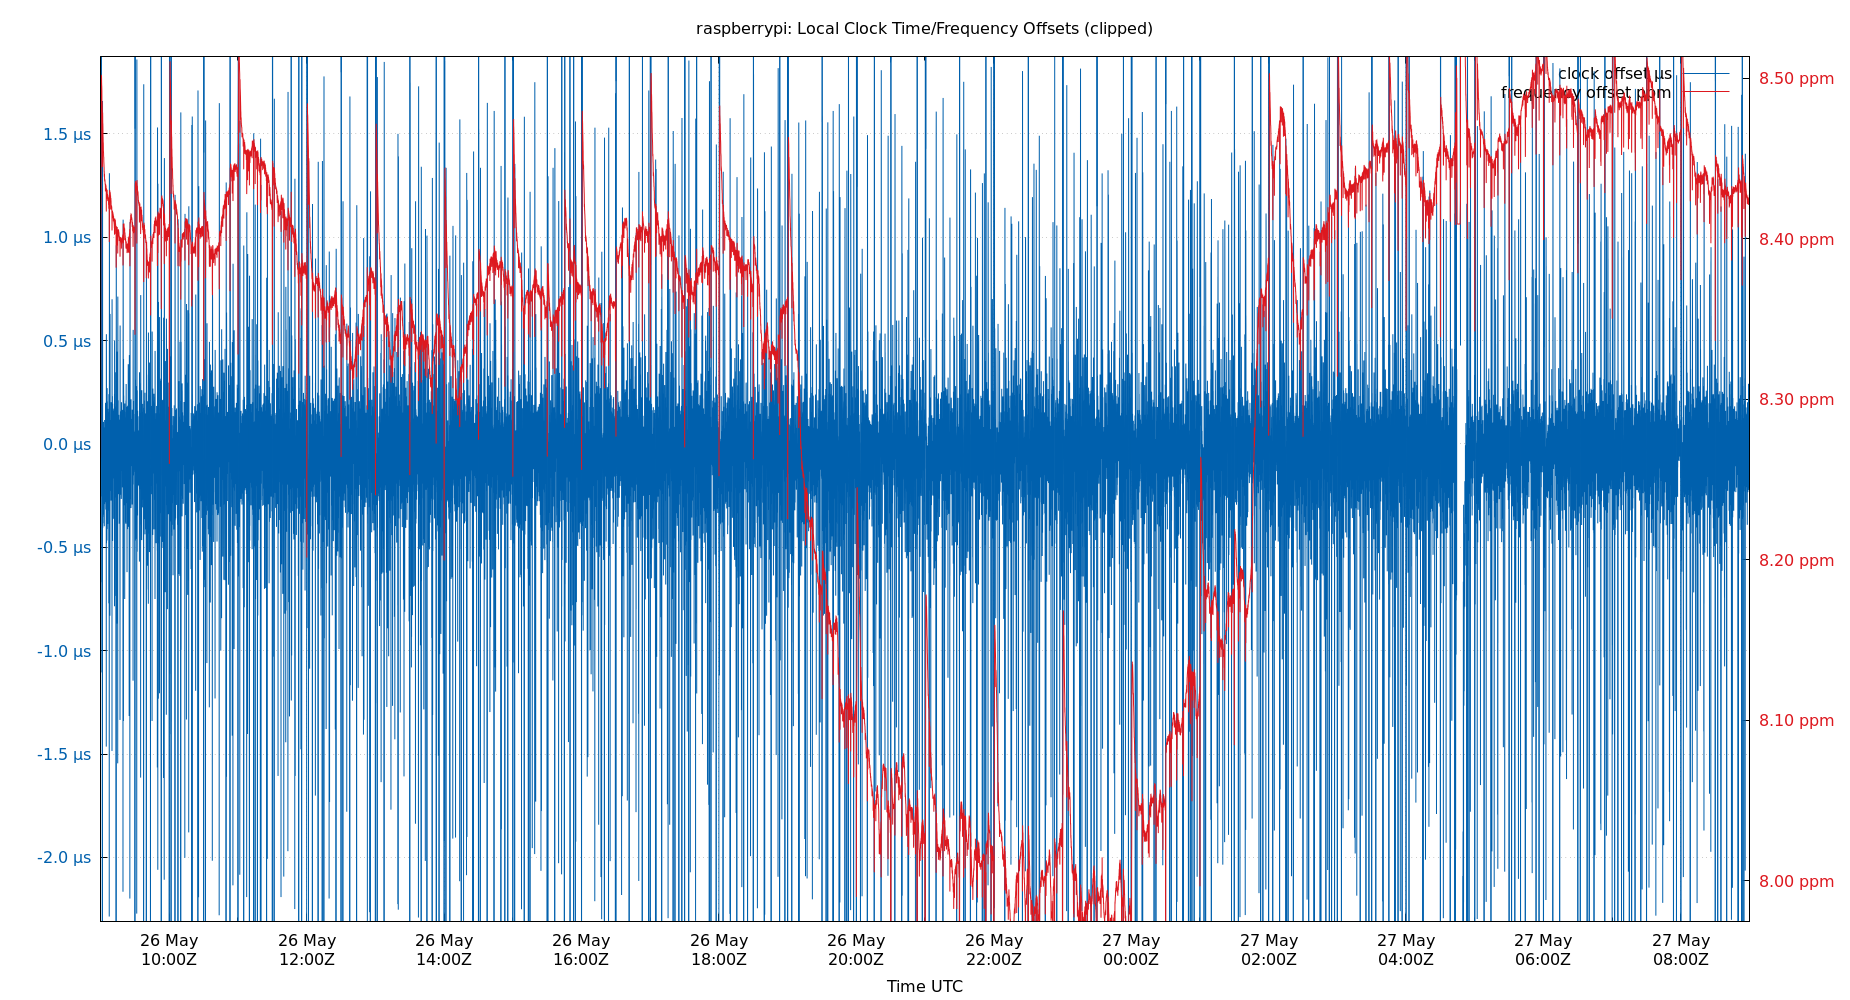 raspberrypi: Local Clock Time/Frequency Offsets (clipped)
clock offset µs
frequency offset ppm
1.5 µs
1.0 µs
0.5 µs
0.0 µs
-0.5 µs
-1.0 µs
-1.5 µs
-2.0 µs
8.50 ppm
8.40 ppm
8.30 ppm
8.20 ppm
8.10 ppm
8.00 ppm
26 May
10:00Z
26 May
12:00Z
26 May
14:00Z
26 May
16:00Z
26 May
18:00Z
26 May
20:00Z
26 May
22:00Z
27 May
00:00Z
27 May
02:00Z
27 May
04:00Z
27 May
06:00Z
27 May
08:00Z
Time UTC